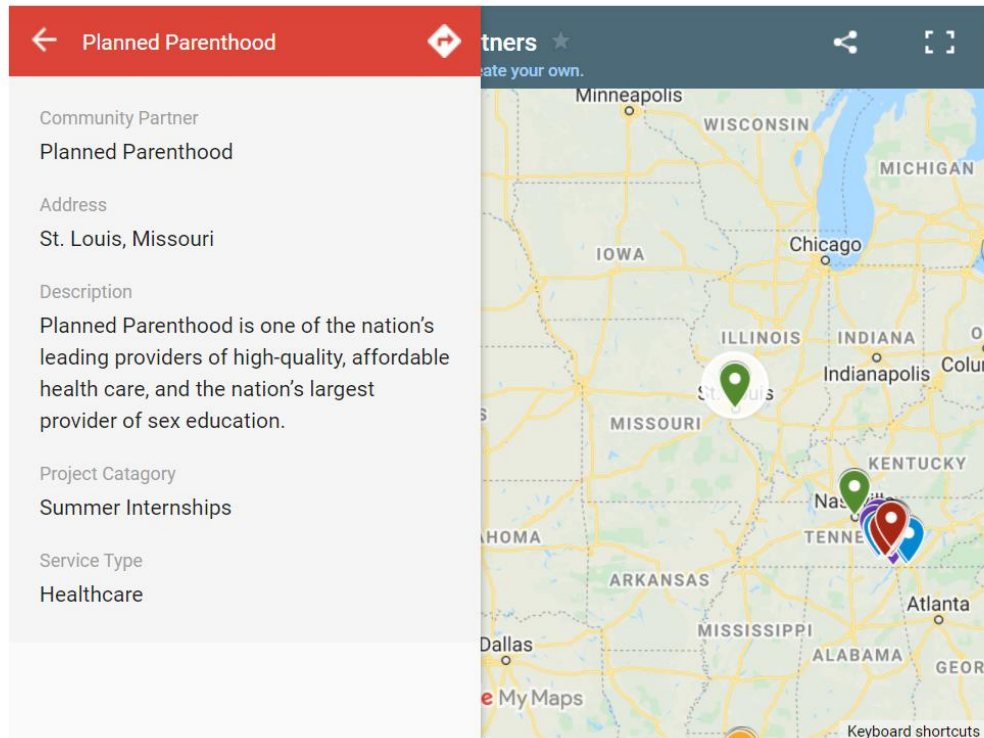 Planned Parenthood
Community Partner
Planned Parenthood
Address
St. Louis, Missouri
Description
Planned Parenthood is one of the nation’s
leading providers of high-quality, affordable
health care, and the nation’s largest
provider of sex education.
Project Catagory
Summer Internships
Service Type
Healthcare
tners
eate your own.
Minneapolis
WISCONSIN
MICHIGAN
IOWA
Chicago
ILLINOIS
INDIANA
Indianapolis
Colu
MISSOURI
KENTUCKY
TENNE
HOMA
ARKANSAS
Atlanta
MISSISSIPPI
Dallas
ALABAMA
GEOR
e My Maps
Keyboard shortcuts